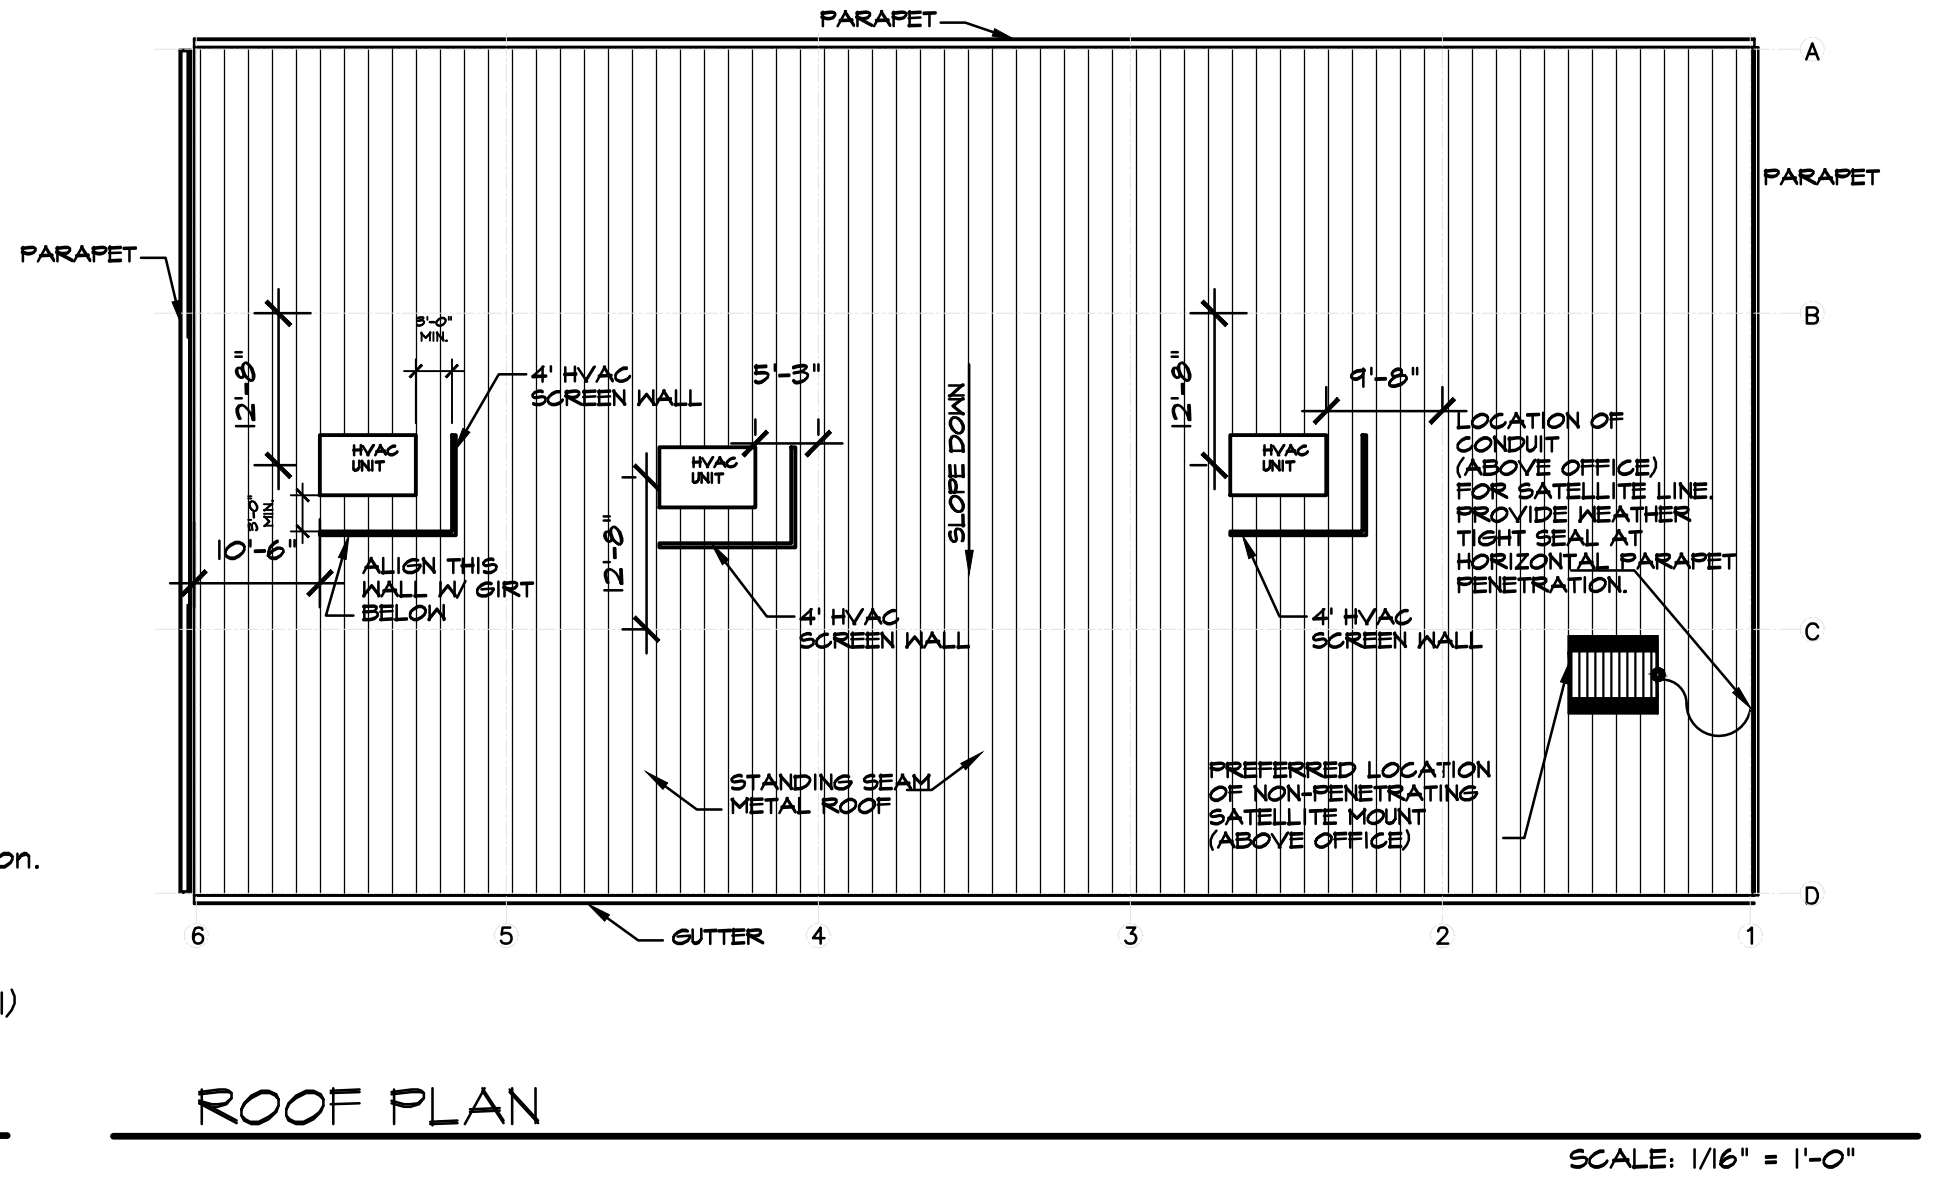 PARAPET
A
PARAPET
PARAPET
B
3'-0"
MIN.
12'-8"
4' HVAC
SCREEN WALL
5'-3"
12'-8"
9'-8"
SLOPE DOWN
LOCATION OF
CONDUIT
(ABOVE OFFICE)
FOR SATELLITE LINE.
PROVIDE WEATHER
TIGHT SEAL AT
HORIZONTAL PARAPET
PENETRATION.
HVAC
UNIT
HVAC
UNIT
HVAC
UNIT
3'-0"
MIN.
10'-6"
ALIGN THIS
WALL W/ GIRT
BELOW
12'-8"
4' HVAC
SCREEN WALL
4' HVAC
SCREEN WALL
C
STANDING SEAM
METAL ROOF
PREFERRED LOCATION
OF NON-PENETRATING
SATELLITE MOUNT
(ABOVE OFFICE)
on.
D
6
5
GUTTER
4
3
2
1
)
ROOF PLAN
SCALE: 1/16" = 1'-0"